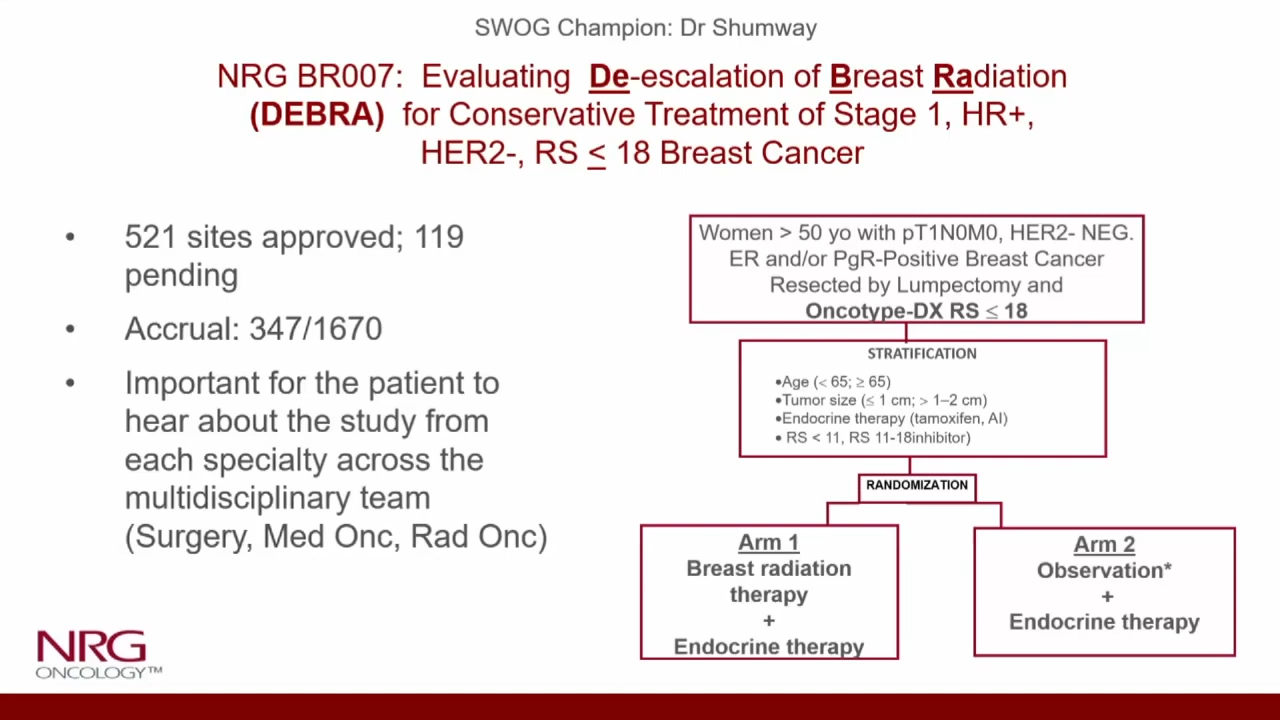 SWOG Champion: Dr Shumway
NRG BR007: Evaluating De-escalation of Breast Radiation
(DEBRA) for Conservative Treatment of Stage 1, HR+,
HER2-, RS < 18 Breast Cancer
• 521 sites approved; 119
pending
• Accrual: 347/1670
• Important for the patient to
hear about the study from
each specialty across the
multidisciplinary team
(Surgery, Med Onc, Rad Onc)
Women > 50 yo with pT1N0M0, HER2- NEG.
ER and/or PgR-Positive Breast Cancer
Resected by Lumpectomy and
Oncotype-DX RS ≤ 18
STRATIFICATION
•Age (< 65; ≥ 65)
•Tumor size (≤ 1 cm; > 1–2 cm)
•Endocrine therapy (tamoxifen, AI)
• RS < 11, RS 11-18inhibitor)
RANDOMIZATION
Arm 1
Breast radiation
therapy
+
Endocrine therapy
Arm 2
Observation*
+
Endocrine therapy
NRG
ONCOLOGY™